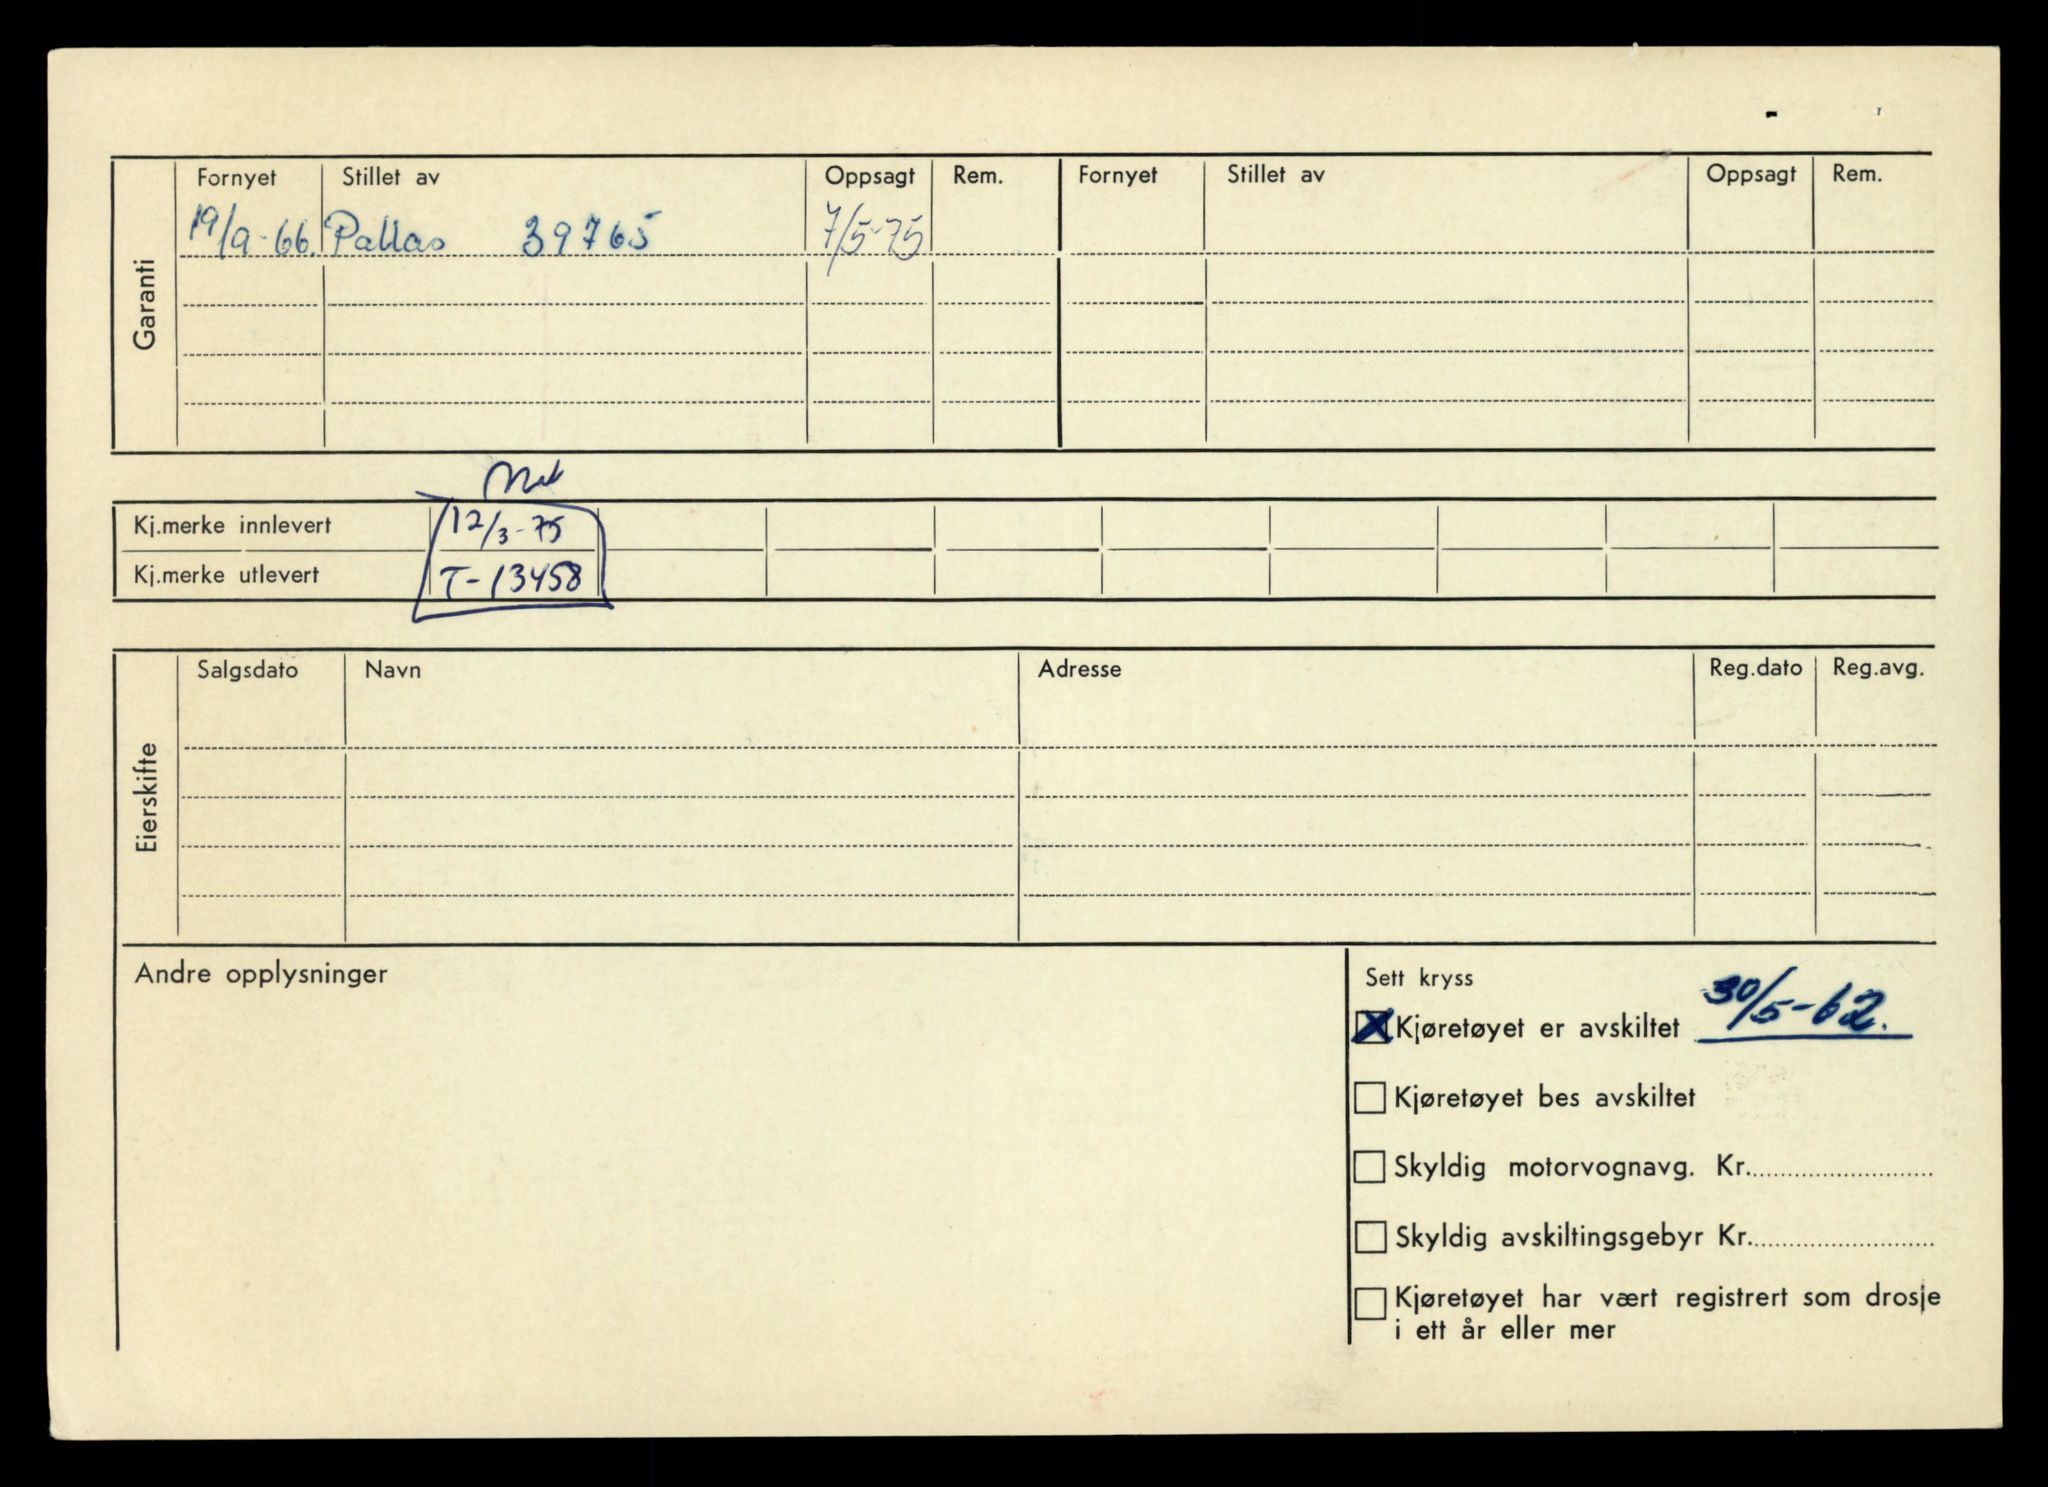 Garanti
Fornyet Stillet av Oppsagt Rem. Fornyet Stillet av Oppsagt Rem.
19/9-66. Pallas 39765 7/5-75
Kj.merke innlevert 12/3-75
Kj.merke utlevert T-13458
Eierskifte
Salgsdato Navn Adresse Reg.dato Reg.avg.
Andre opplysninger
Sett kryss
Kjøretøyet er avskiltet 30/5-62.
Kjøretøyet bes avskiltet
Skyldig motorvognavg. Kr.
Skyldig avskiltingsgebyr Kr.
Kjøretøyet har vært registrert som drosje
i ett år eller mer